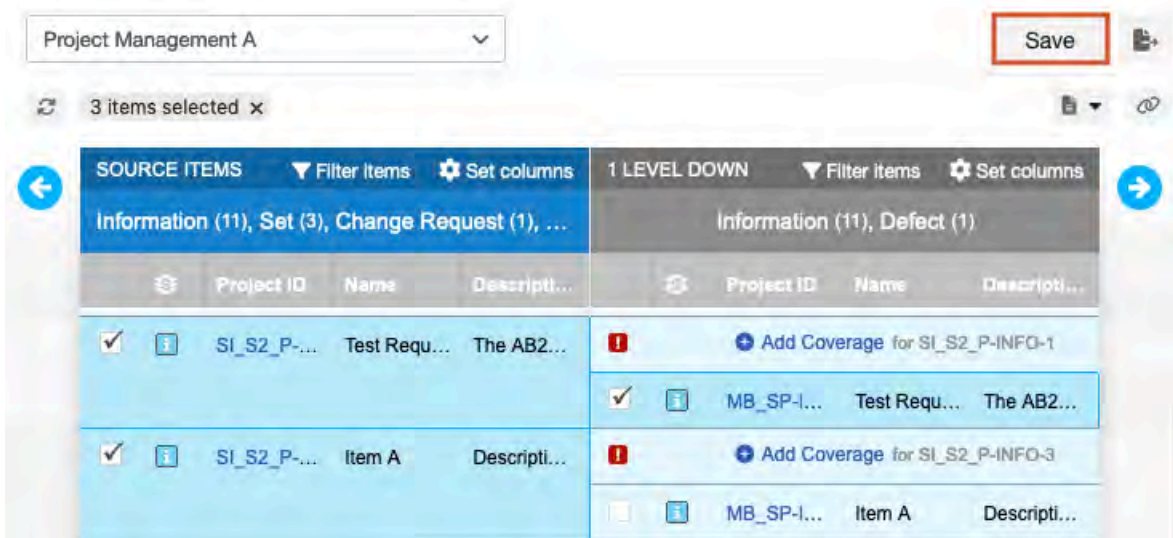 Project Management A
Save
3 items selected ×
SOURCE ITEMS Filter items Set columns 1 LEVEL DOWN Filter items Set columns
Information (11), Set (3), Change Request (1), ... Information (11), Defect (1)
Project ID Name Descripti... Project ID Name Descripti...
SI_S2_P-... Test Requ... The AB2... Add Coverage for SI_S2_P-INFO-1
MB_SP-I... Test Requ... The AB2...
SI_S2_P-... Item A Descripti... Add Coverage for SI_S2_P-INFO-3
MB_SP-I... Item A Descripti...